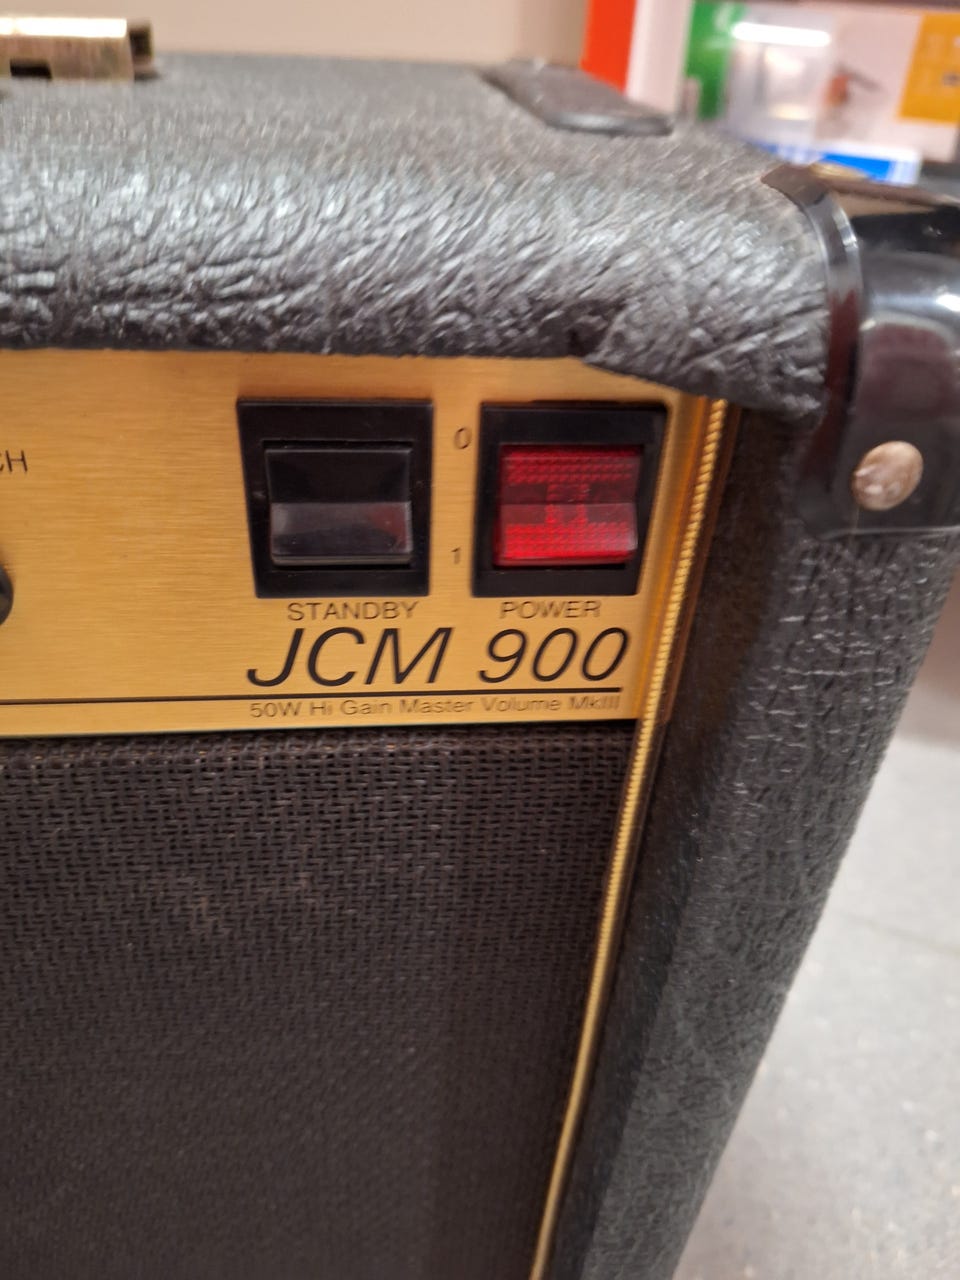 CH
0
1
STANDBY POWER
JCM 900
50W Hi Gain Master Volume MkIII